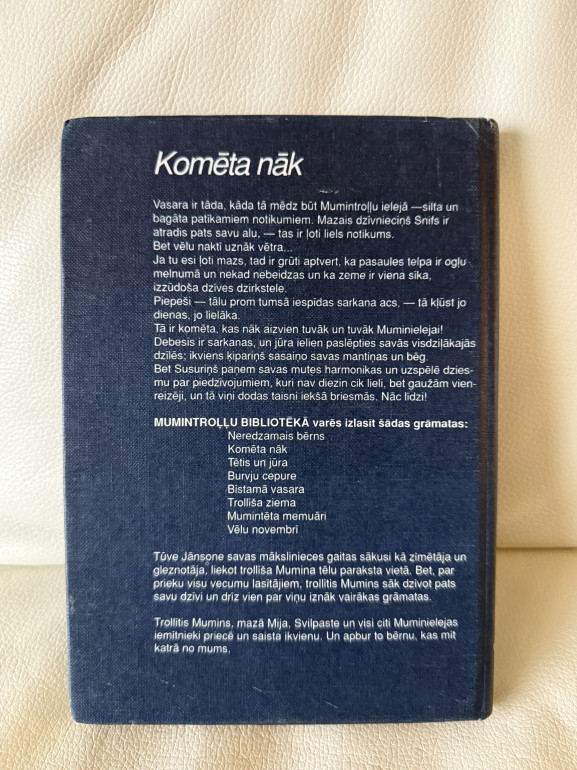 Komēta nāk
Vasara ir tāda, kāda tā mēdz būt Mumintroļļu ielejā —silta un
bagāta patīkamiem notikumiem. Mazais dzīvnieciņš Snifs ir
atradis pats savu alu, — tas ir ļoti liels notikums.
Bet vēlu naktī uznāk vētra...
Ja tu esi ļoti mazs, tad ir grūti aptvert, ka pasaules telpa ir ogļu
melnumā un nekad nebeidzas un ka zeme ir viena sīka,
izzūdoša dzīves dzirkstele.
Piepeši — tālu prom tumsā iespīdas sarkana acs, — tā kļūst jo
dienas, jo lielāka.
Tā ir komēta, kas nāk aizvien tuvāk un tuvāk Muminielejai!
Debesis ir sarkanas, un jūra ielien paslēpties savās visdziļākajās
dzīlēs; ikviens ķipariņš sasaiņo savas mantiņas un bēg.
Bet Susuriņš paņem savas mutes harmonikas un uzspēlē dzies-
mu par piedzīvojumiem, kuri nav diezin cik lieli, bet gaužām vien-
reizēji, un tā viņi dodas taisni iekšā briesmās. Nāc līdzi!
MUMINTROĻĻU BIBLIOTĒKĀ varēs izlasīt šādas grāmatas:
Neredzamais bērns
Komēta nāk
Tētis un jūra
Burvju cepure
Bīstamā vasara
Trollīša ziema
Mumintēta memuāri
Vēlu novembrī
Tūve Jānsone savas mākslinieces gaitas sākusi kā zīmētāja un
gleznotāja, liekot trollīša Mumina tēlu paraksta vietā. Bet, par
prieku visu vecumu lasītājiem, trollītis Mumins sāk dzīvot pats
savu dzīvi un drīz vien par viņu iznāk vairākas grāmatas.
Trollītis Mumins, mazā Mija, Svilpaste un visi citi Muminielejas
iemītnieki priecē un saista ikvienu. Un apbur to bērnu, kas mīt
katrā no mums.